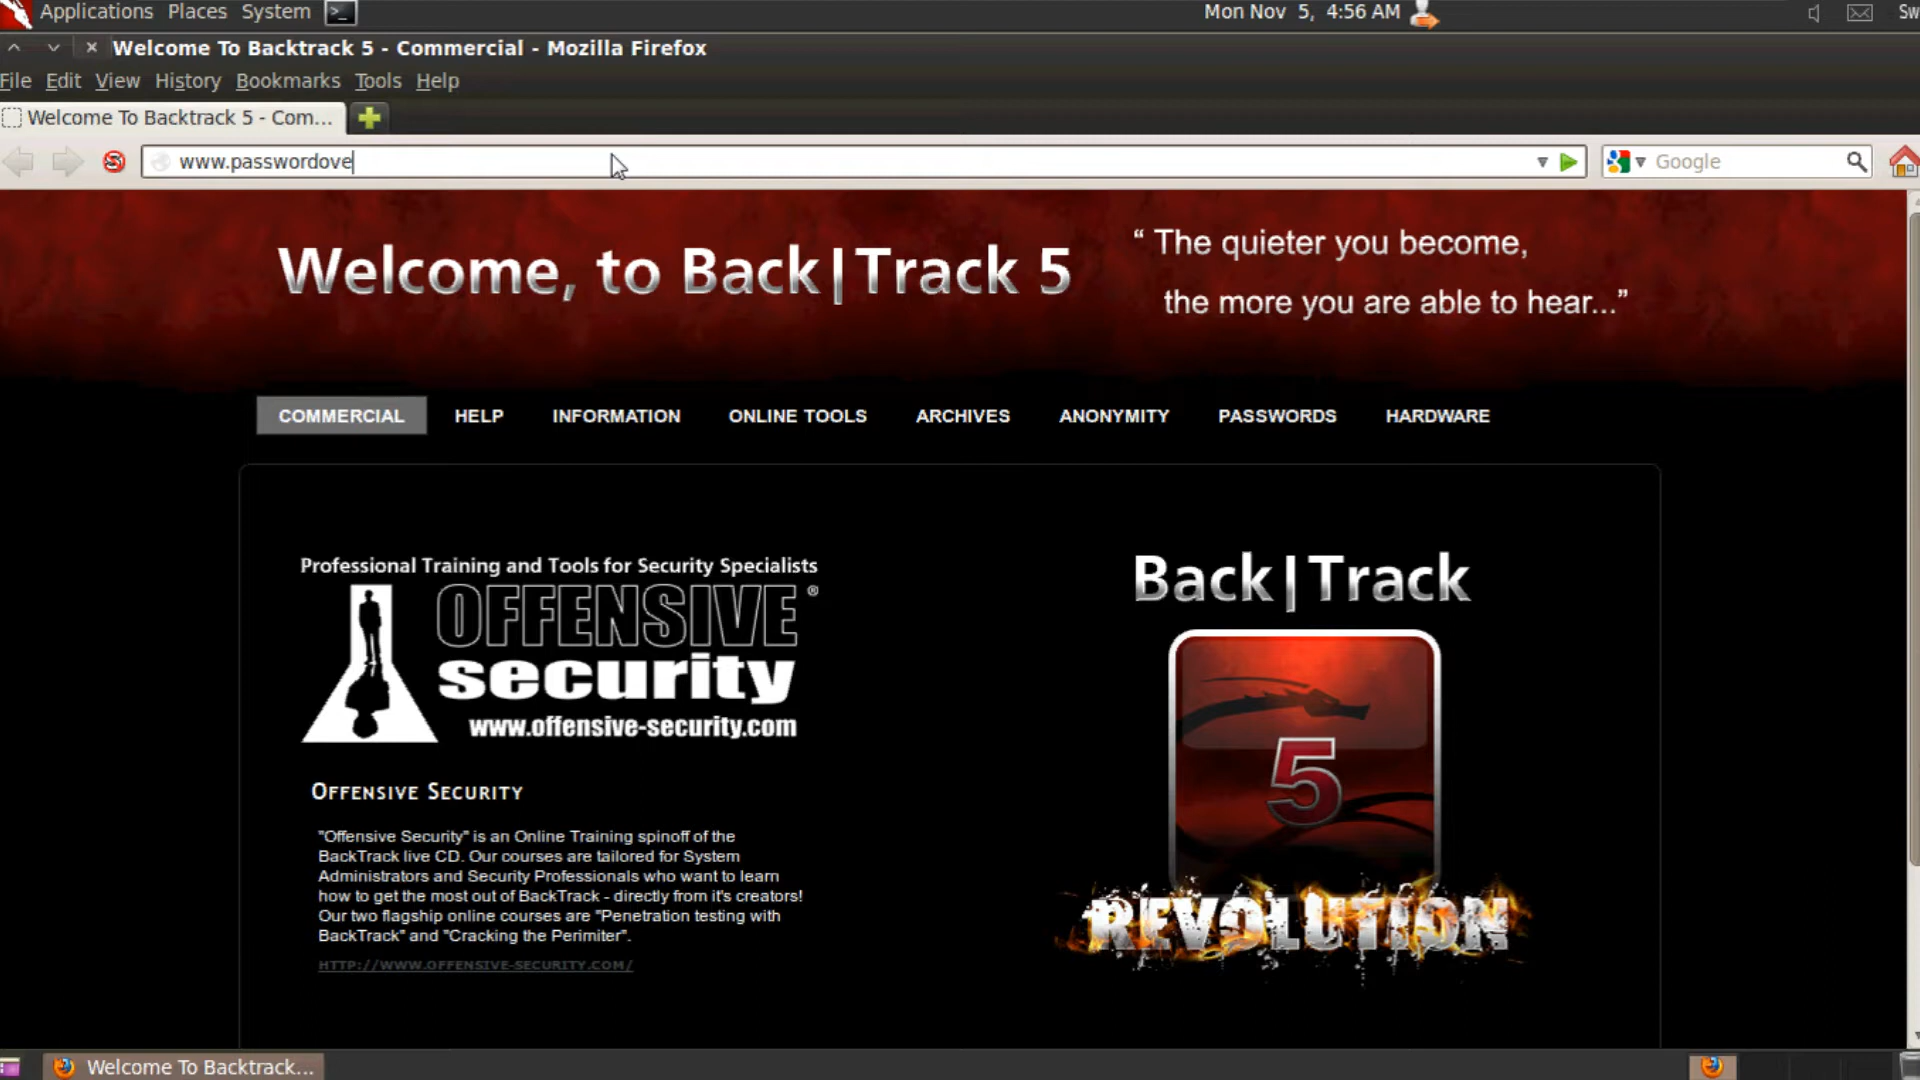 Applications Places System
Mon Nov 5, 4:56 AM
Sw
Welcome To Backtrack 5 - Commercial - Mozilla Firefox
File Edit View History Bookmarks Tools Help
Welcome To Backtrack 5 - Com...
www.passwordove
Google
Welcome, to Back|Track 5
“ The quieter you become,
the more you are able to hear...”
COMMERCIAL HELP INFORMATION ONLINE TOOLS ARCHIVES ANONYMITY PASSWORDS HARDWARE
Professional Training and Tools for Security Specialists
OFFENSIVE®
security
www.offensive-security.com
Back|Track
5
REVOLUTION
OFFENSIVE SECURITY
"Offensive Security" is an Online Training spinoff of the
BackTrack live CD. Our courses are tailored for System
Administrators and Security Professionals who want to learn
how to get the most out of BackTrack - directly from it's creators!
Our two flagship online courses are "Penetration testing with
BackTrack" and "Cracking the Perimiter".
HTTP://WWW.OFFENSIVE-SECURITY.COM/
Welcome To Backtrack...